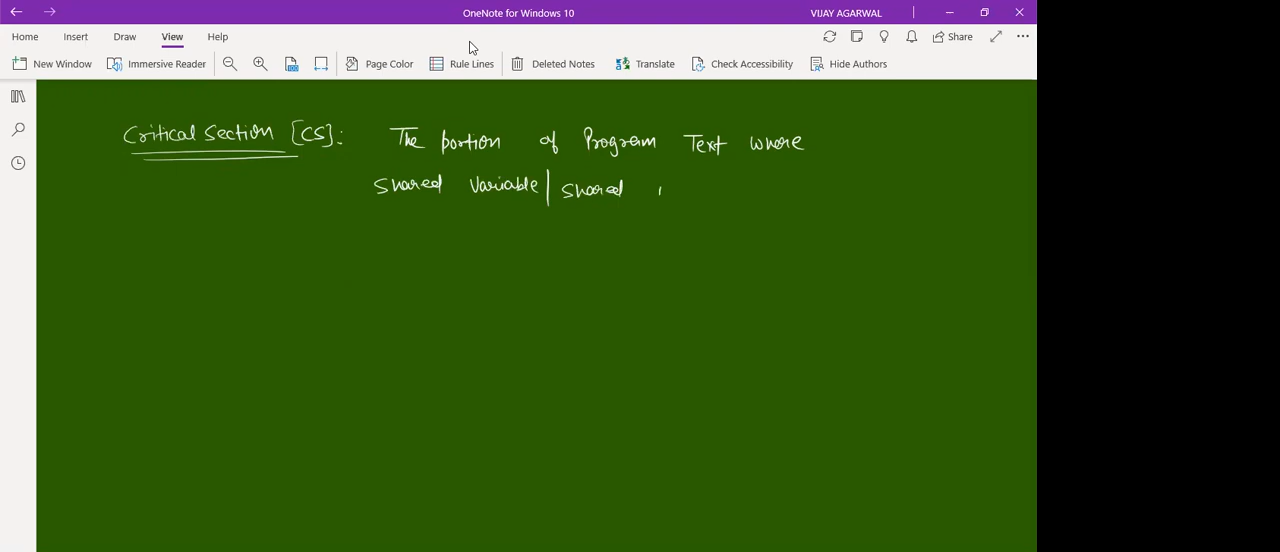 OneNote for Windows 10
VIJAY AGARWAL
Home Insert Draw View Help
Share
New Window Immersive Reader Page Color Rule Lines Deleted Notes Translate Check Accessibility Hide Authors
Critical Section [CS]: The portion of Program Text where
Shared Variable | Shared